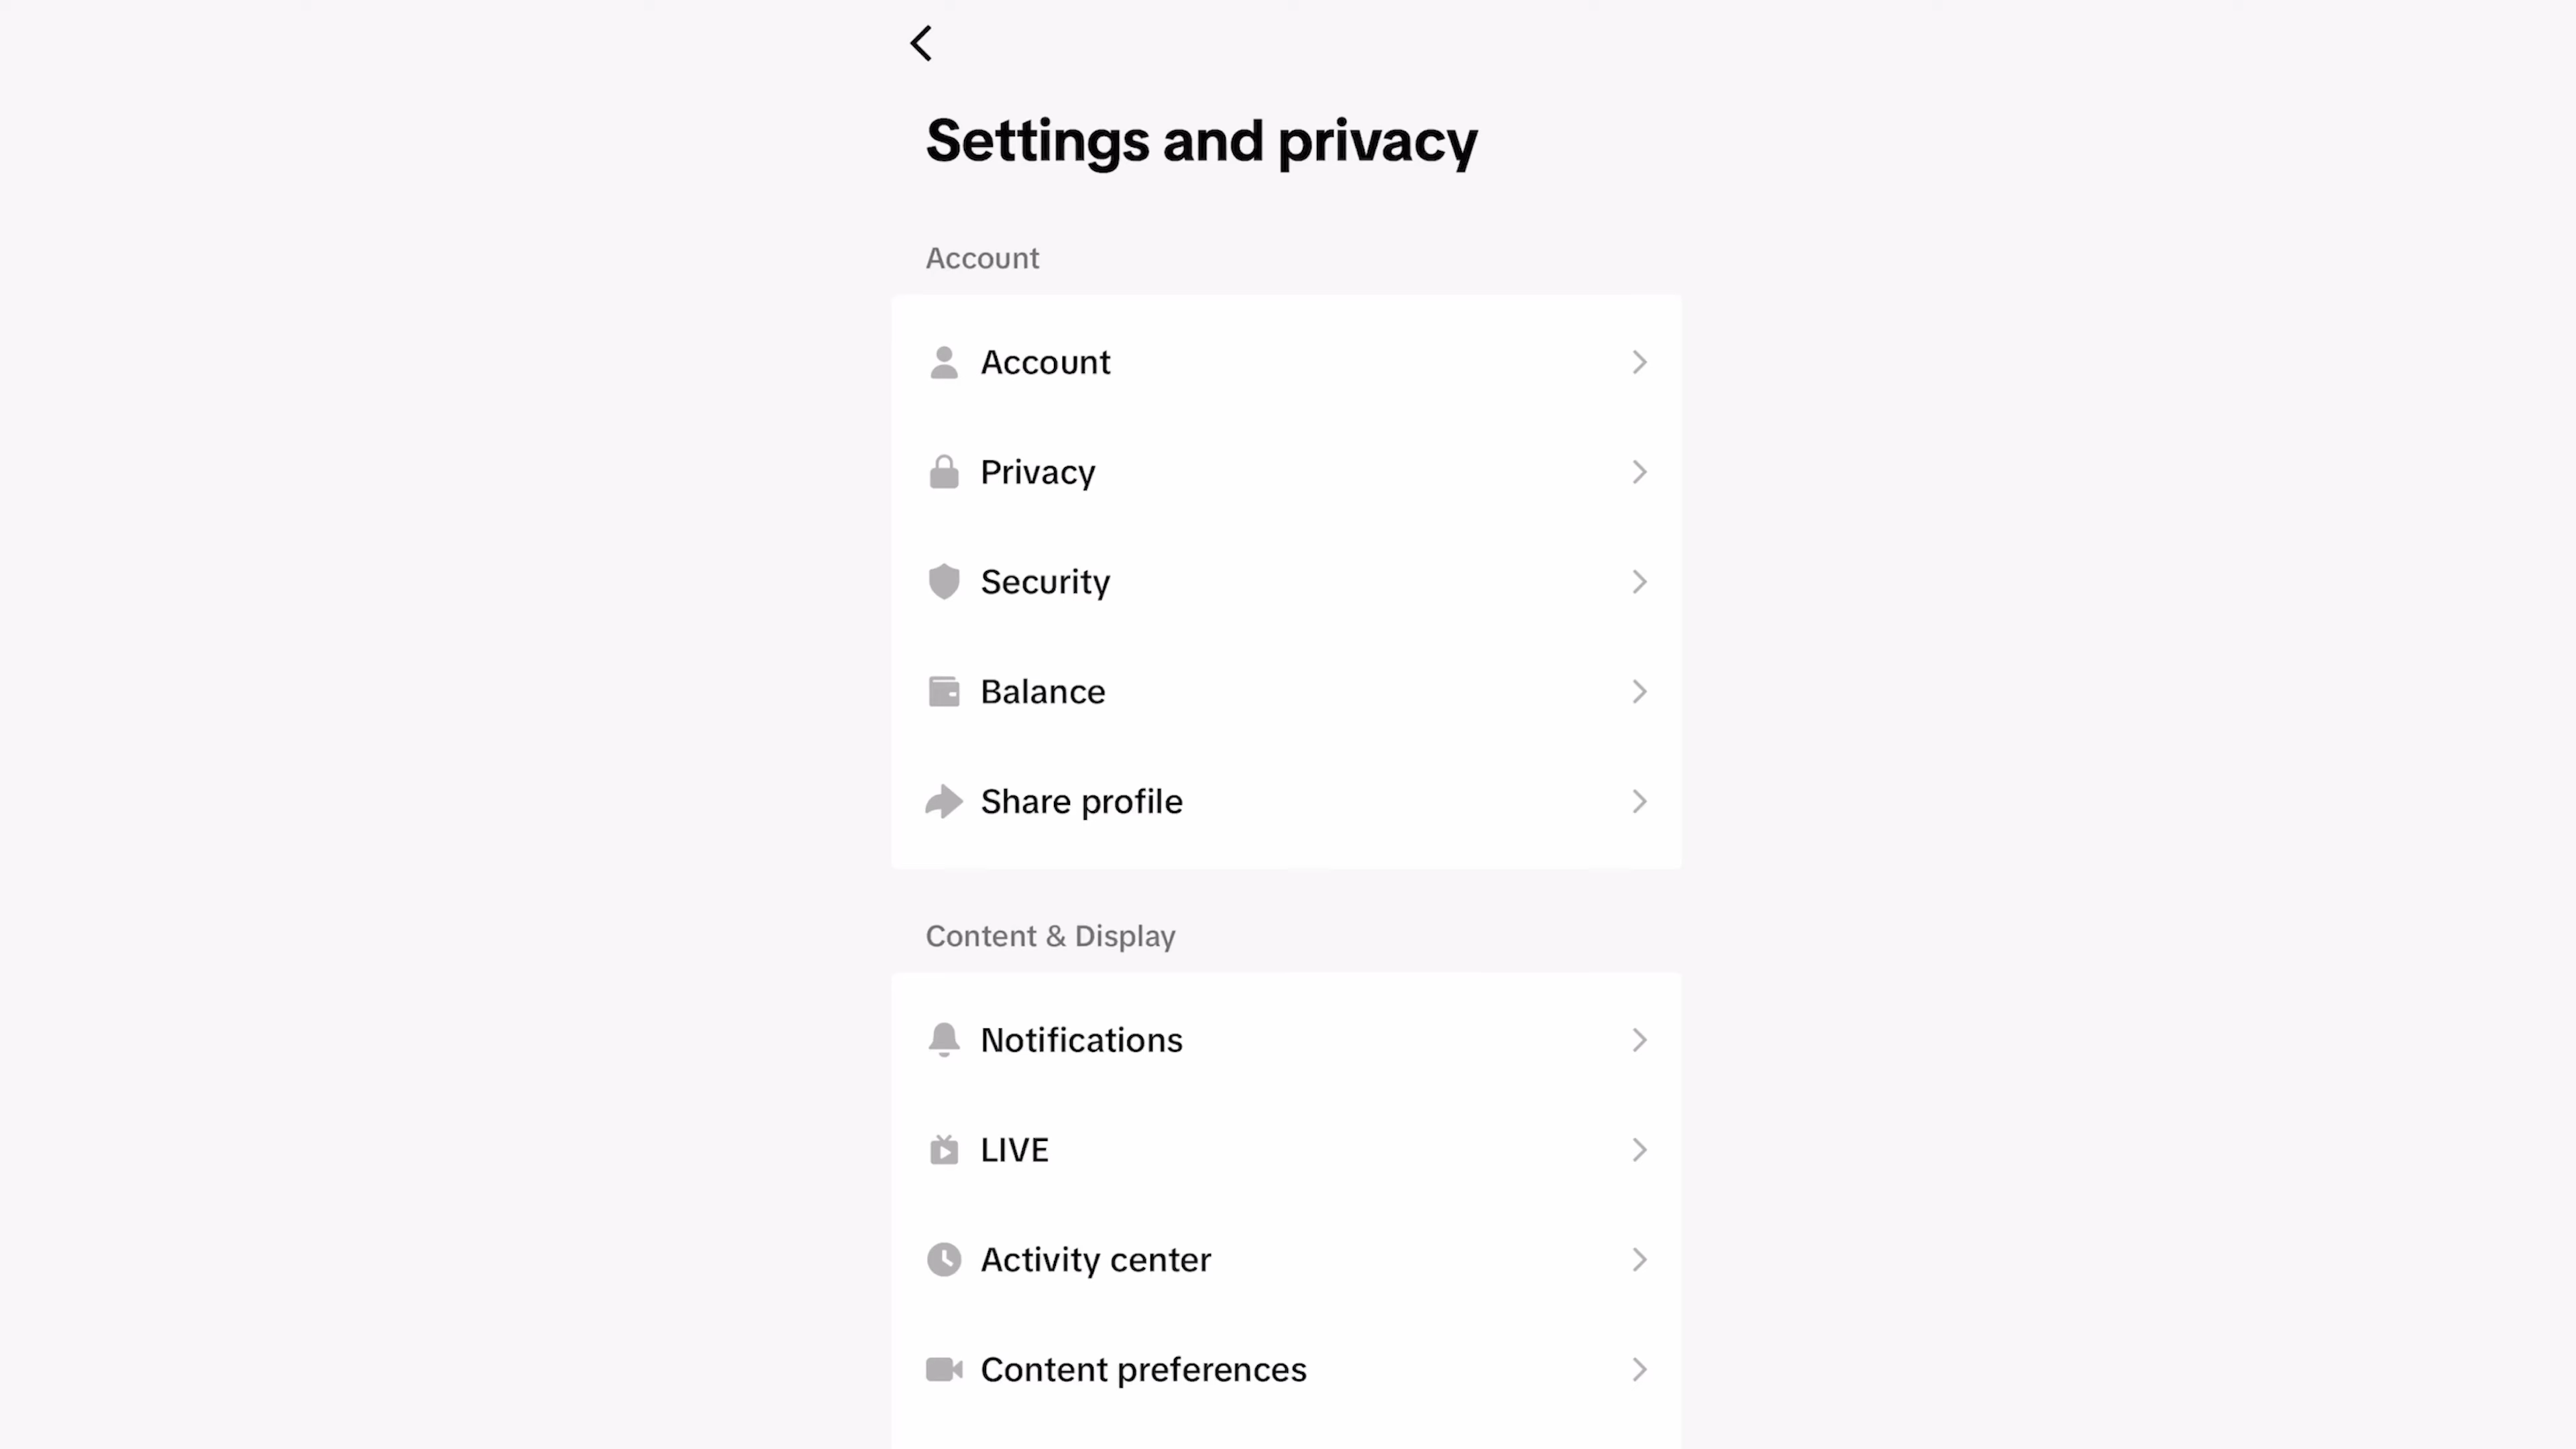 Settings and privacy
Account
Account
Privacy
Security
Balance
Share profile
Content & Display
Notifications
LIVE
Activity center
Content preferences